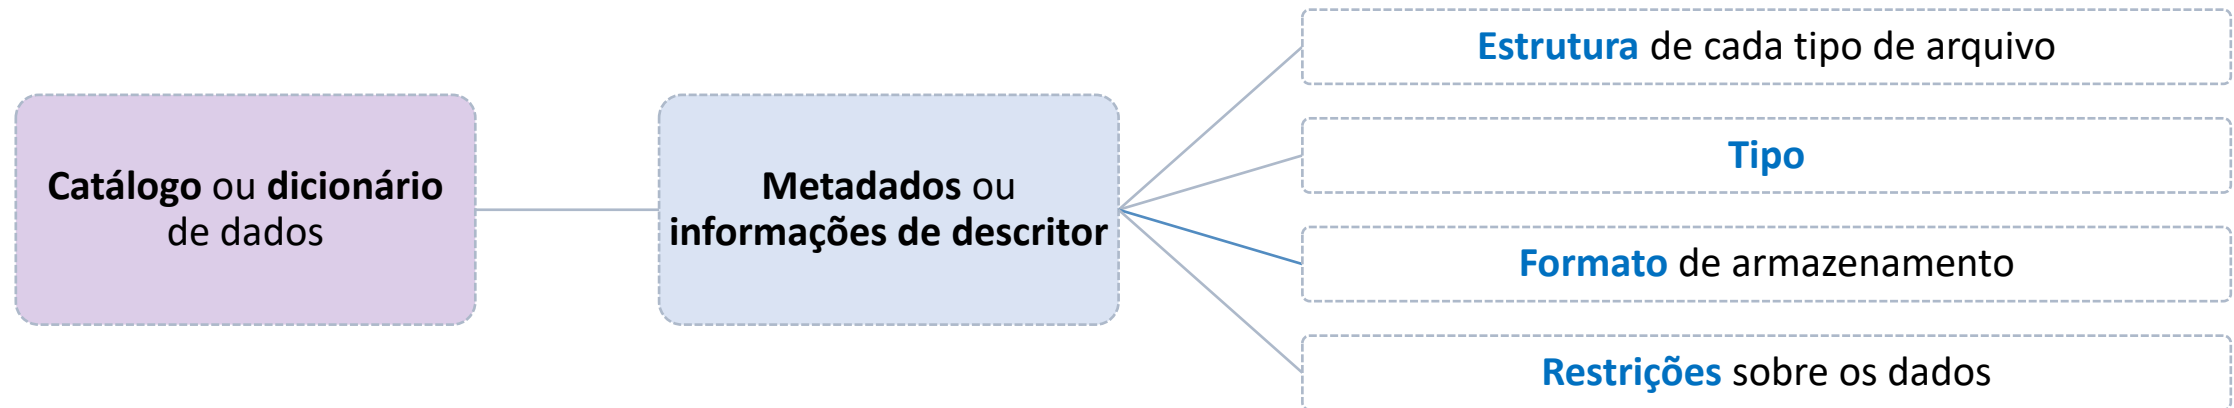 Catálogo ou dicionário
de dados
Metadados ou
informações de descritor
Estrutura de cada tipo de arquivo
Tipo
Formato de armazenamento
Restrições sobre os dados